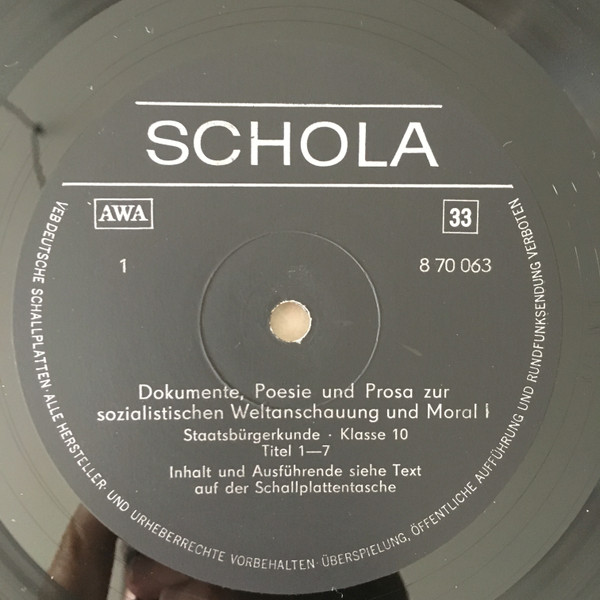 SCHOLA
AWA
33
1
8 70 063
Dokumente, Poesie und Prosa zur
sozialistischen Weltanschauung und Moral I
Staatsbürgerkunde · Klasse 10
Titel 1—7
Inhalt und Ausführende siehe Text
auf der Schallplattentasche
VEB DEUTSCHE SCHALLPLATTEN · ALLE HERSTELLER- UND URHEBERRECHTE VORBEHALTEN · ÜBERSPIELUNG, ÖFFENTLICHE AUFFÜHRUNG UND RUNDFUNKSENDUNG VERBOTEN